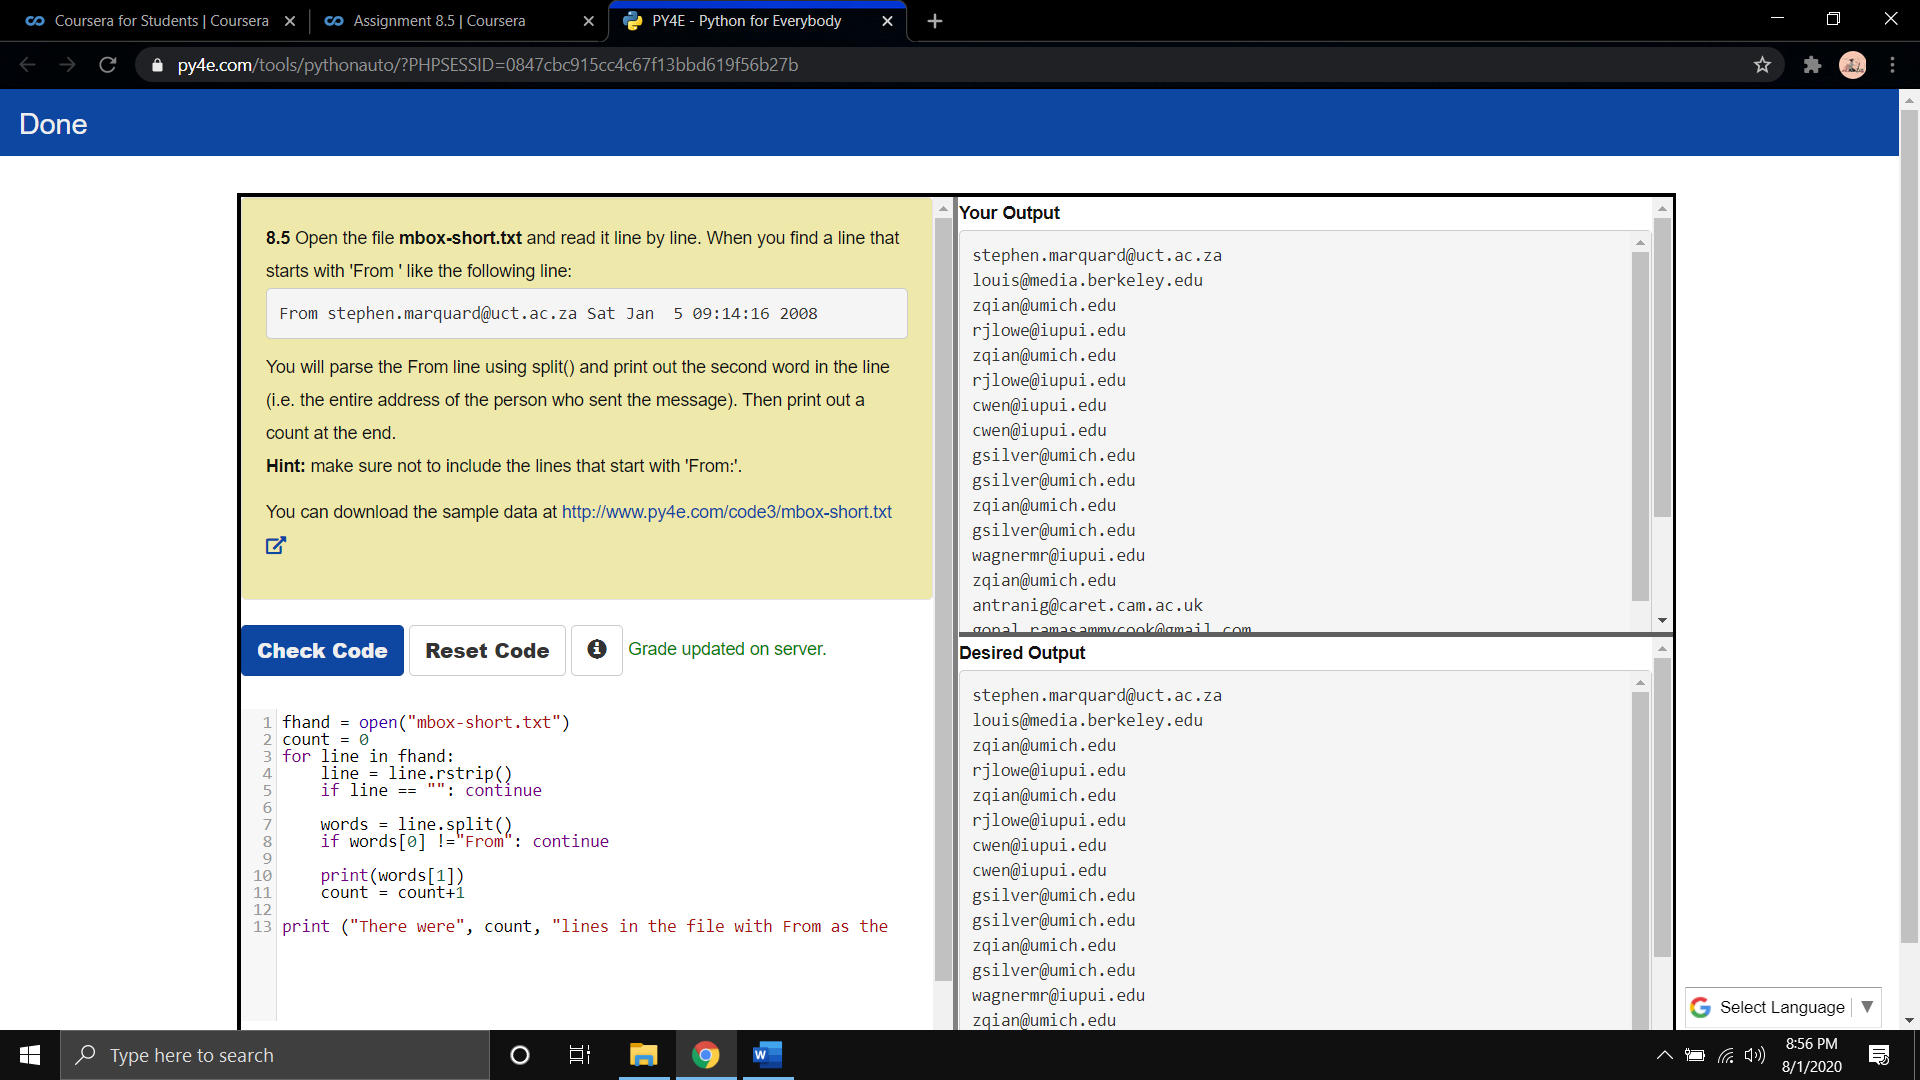 Coursera for Students | Coursera
Assignment 8.5 | Coursera
PY4E - Python for Everybody
py4e.com/tools/pythonauto/?PHPSESSID=0847cbc915cc4c67f13bbd619f56b27b
Done
8.5 Open the file mbox-short.txt and read it line by line. When you find a line that
starts with 'From ' like the following line:
From stephen.marquard@uct.ac.za Sat Jan  5 09:14:16 2008
You will parse the From line using split() and print out the second word in the line
(i.e. the entire address of the person who sent the message). Then print out a
count at the end.
Hint: make sure not to include the lines that start with 'From:'.
You can download the sample data at http://www.py4e.com/code3/mbox-short.txt
Check Code
Reset Code
Grade updated on server.
1 fhand = open("mbox-short.txt")
2 count = 0
3 for line in fhand:
4     line = line.rstrip()
5     if line == "": continue
6
7     words = line.split()
8     if words[0] !="From": continue
9
10     print(words[1])
11     count = count+1
12
13 print ("There were", count, "lines in the file with From as the
Your Output
stephen.marquard@uct.ac.za
louis@media.berkeley.edu
zqian@umich.edu
rjlowe@iupui.edu
zqian@umich.edu
rjlowe@iupui.edu
cwen@iupui.edu
cwen@iupui.edu
gsilver@umich.edu
gsilver@umich.edu
zqian@umich.edu
gsilver@umich.edu
wagnermr@iupui.edu
zqian@umich.edu
antranig@caret.cam.ac.uk
gopal.ramasammycook@gmail.com
Desired Output
stephen.marquard@uct.ac.za
louis@media.berkeley.edu
zqian@umich.edu
rjlowe@iupui.edu
zqian@umich.edu
rjlowe@iupui.edu
cwen@iupui.edu
cwen@iupui.edu
gsilver@umich.edu
gsilver@umich.edu
zqian@umich.edu
gsilver@umich.edu
wagnermr@iupui.edu
zqian@umich.edu
Select Language
Type here to search
8:56 PM
8/1/2020